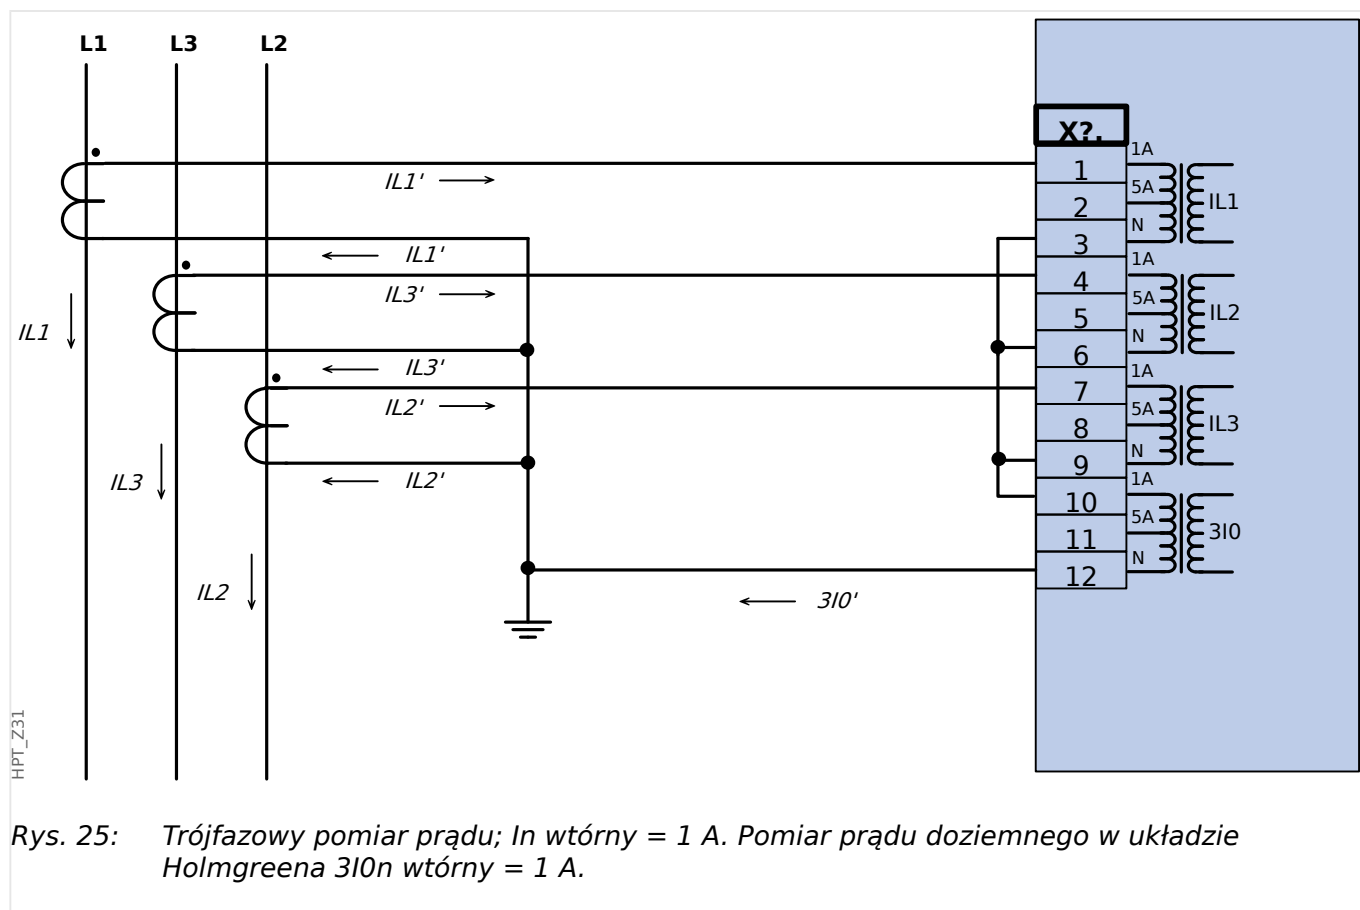 L1 L3 L2
X?.
1A
1
IL1'
5A
2
IL1
N
3
IL1'
1A
4
IL3'
5A
5
IL2
IL1
N
6
IL3'
1A
7
IL2'
5A
8
IL3
N
9
IL3
IL2'
1A
10
5A
11
3I0
N
12
IL2
3I0'
HPT_Z31
Rys. 25: Trójfazowy pomiar prądu; In wtórny = 1 A. Pomiar prądu doziemnego w układzie
Holmgreena 3I0n wtórny = 1 A.